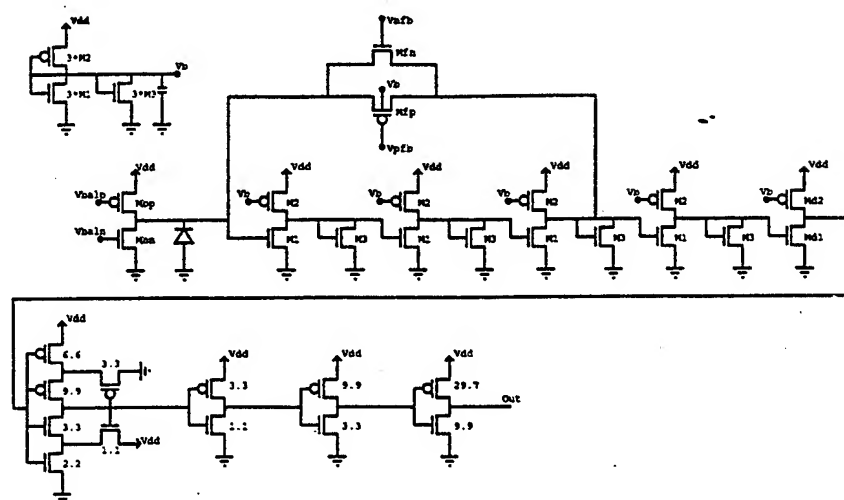 Vdd
3*M2
Vb
3*M1
3*M3
Vnfb
Mfn
Vb
Mfp
Vpfb
Vdd
Vbalp
Mop
Vbaln
Mon
Vdd
Vb
M2
M1
M3
Vdd
Vb
M2
M1
M3
Vdd
Vb
M2
M1
M3
Vdd
Vb
M2
M1
M3
Vdd
Vb
Md2
Md1
Vdd
6.6
3.3
9.9
3.3
2.2
1.1
Vdd
Vdd
3.3
1.1
Vdd
9.9
3.3
Vdd
29.7
9.9
Out